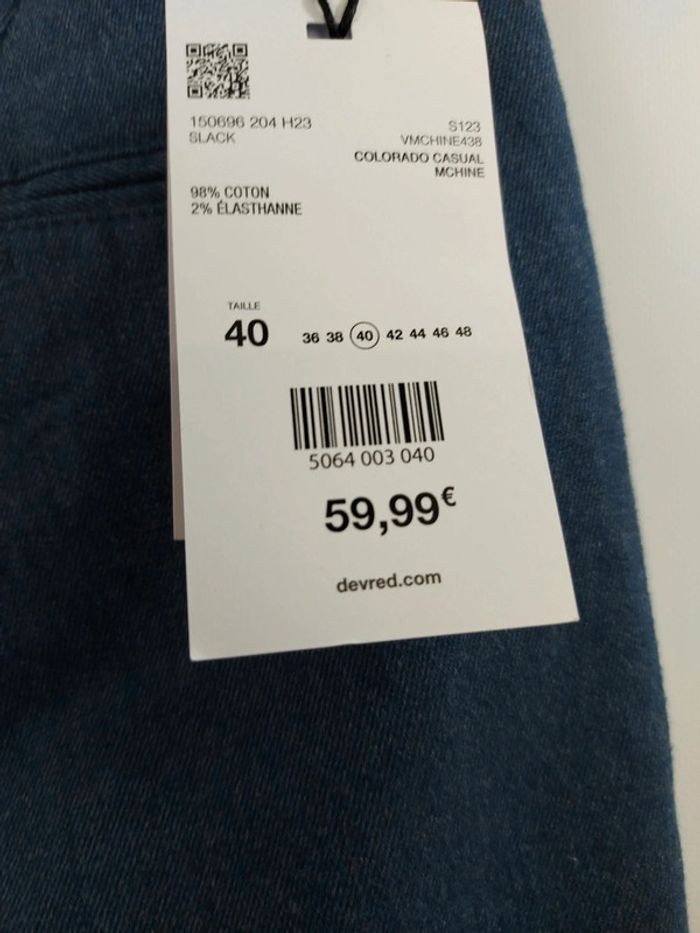 150696 204 H23
SLACK
S123
VMCHINE438
COLORADO CASUAL
MCHINE
98% COTON
2% ÉLASTHANNE
TAILLE
40
36 38 40 42 44 46 48
5064 003 040
59,99€
devred.com